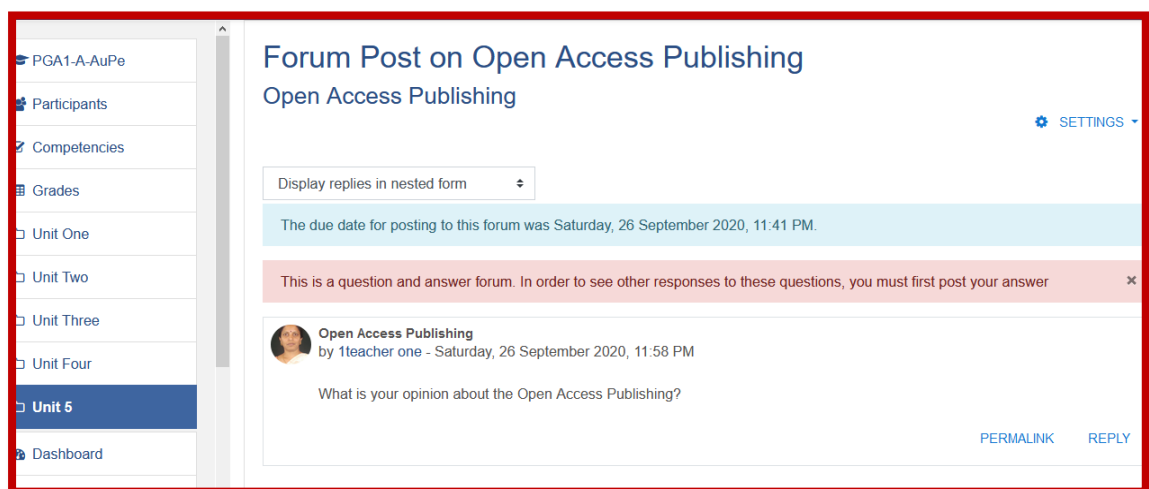 PGA1-A-AuPe
Participants
Competencies
Grades
Unit One
Unit Two
Unit Three
Unit Four
Unit 5
Dashboard
Forum Post on Open Access Publishing
Open Access Publishing
SETTINGS
Display replies in nested form
The due date for posting to this forum was Saturday, 26 September 2020, 11:41 PM.
This is a question and answer forum. In order to see other responses to these questions, you must first post your answer ×
Open Access Publishing
by 1teacher one - Saturday, 26 September 2020, 11:58 PM
What is your opinion about the Open Access Publishing?
PERMALINK REPLY